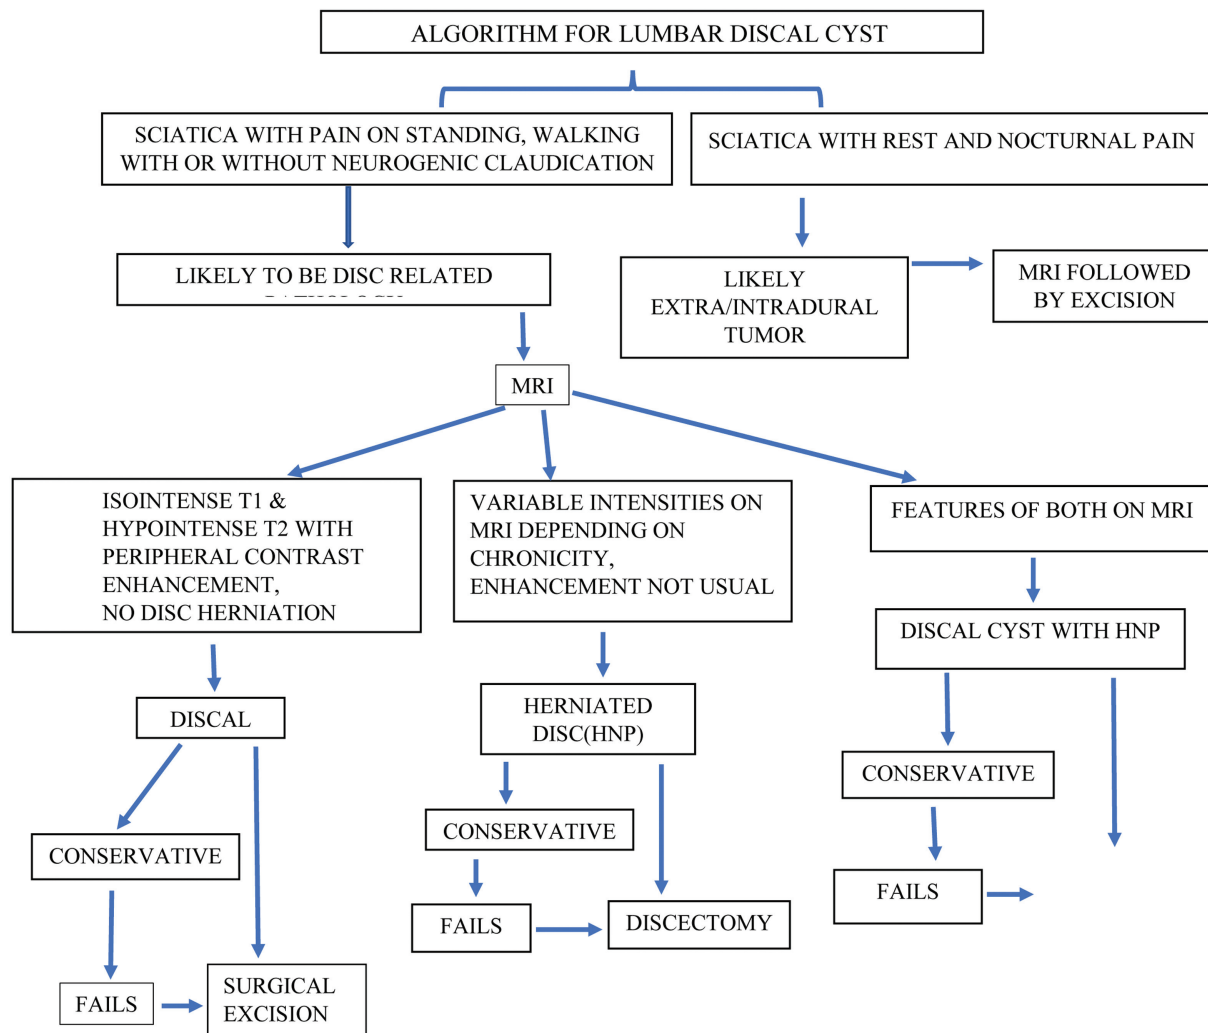 ALGORITHM FOR LUMBAR DISCAL CYST
SCIATICA WITH PAIN ON STANDING, WALKING
WITH OR WITHOUT NEUROGENIC CLAUDICATION
SCIATICA WITH REST AND NOCTURNAL PAIN
LIKELY TO BE DISC RELATED
LIKELY
EXTRA/INTRADURAL
TUMOR
MRI FOLLOWED
BY EXCISION
MRI
ISOINTENSE T1 &
HYPOINTENSE T2 WITH
PERIPHERAL CONTRAST
ENHANCEMENT,
NO DISC HERNIATION
VARIABLE INTENSITIES ON
MRI DEPENDING ON
CHRONICITY,
ENHANCEMENT NOT USUAL
FEATURES OF BOTH ON MRI
DISCAL CYST WITH HNP
DISCAL
HERNIATED
DISC(HNP)
CONSERVATIVE
CONSERVATIVE
CONSERVATIVE
FAILS
FAILS
DISCECTOMY
FAILS
SURGICAL
EXCISION